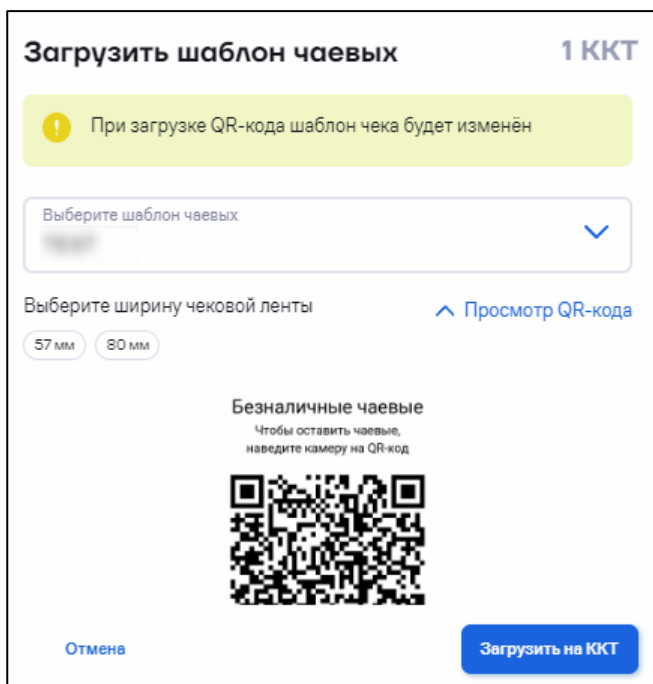 Загрузить шаблон чаевых 1 ККТ
При загрузке QR-кода шаблон чека будет изменён
Выберите шаблон чаевых
Выберите ширину чековой ленты
Просмотр QR-кода
57 мм 80 мм
Безналичные чаевые
Чтобы оставить чаевые,
наведите камеру на QR-код
Отмена Загрузить на ККТ